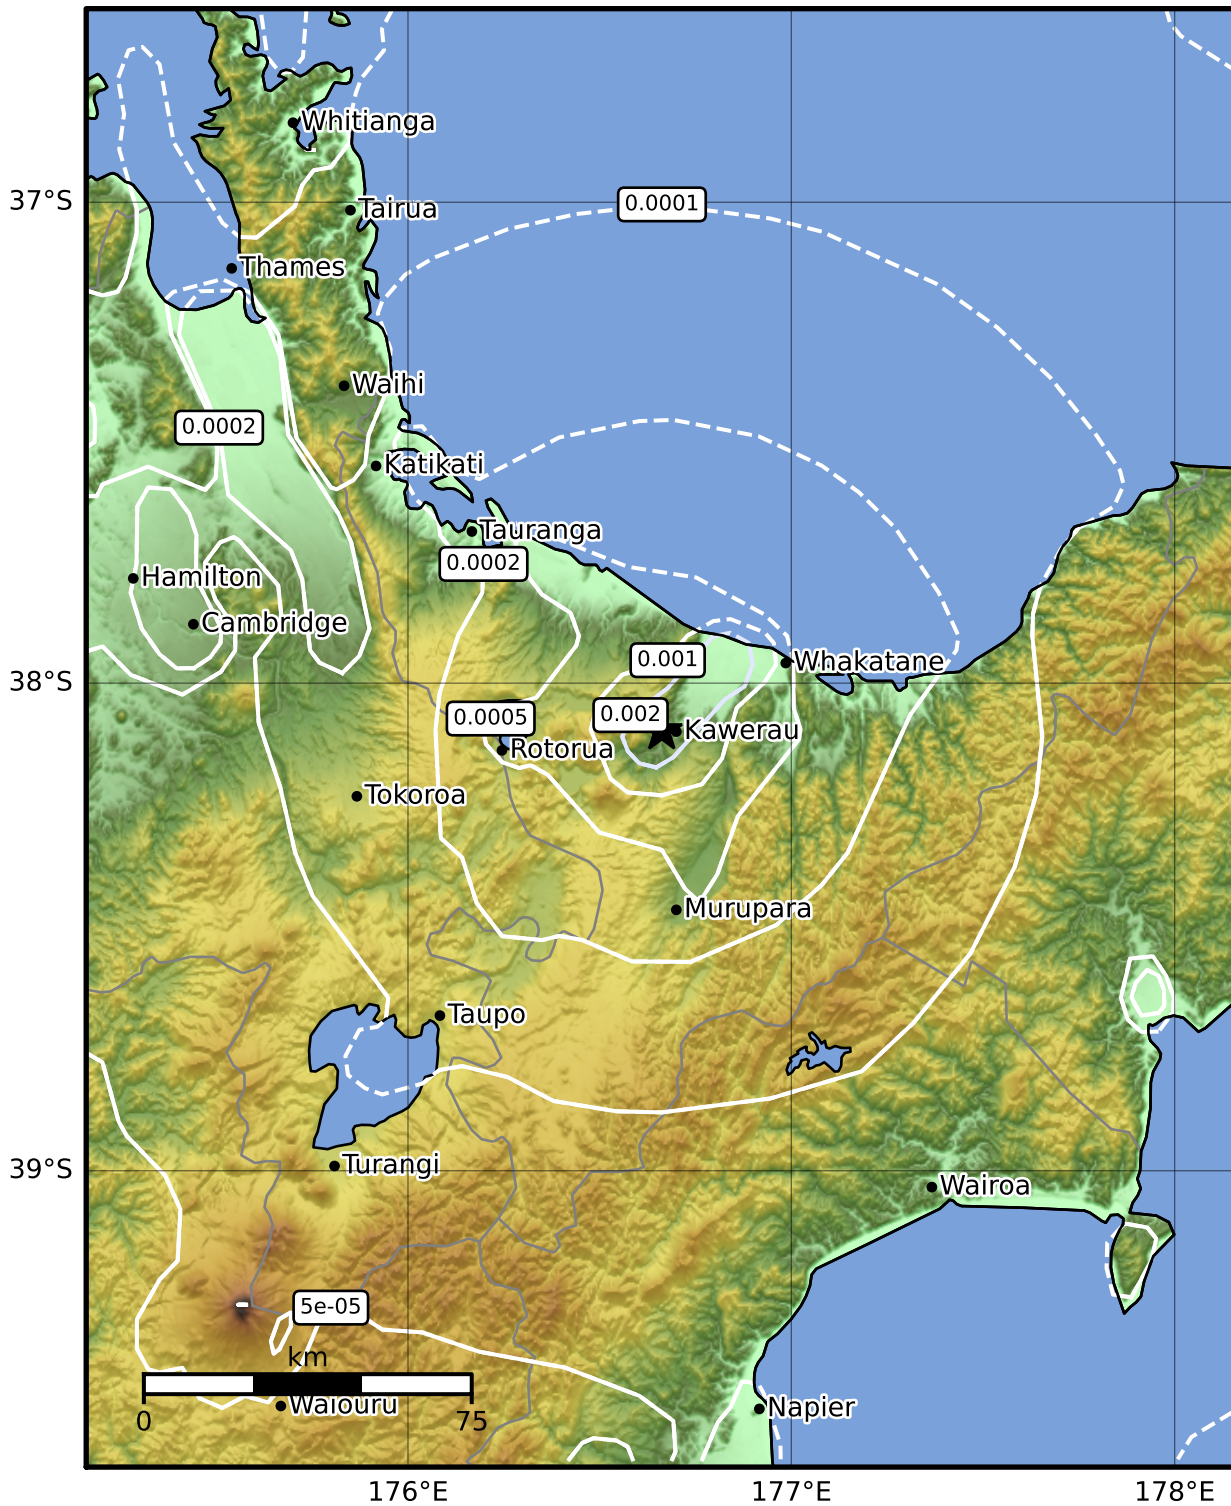 Whitianga
37°S
0.0001
Tairua
Thames
Waihi
0.0002
Katikati
Tauranga
0.0002
Hamilton
Cambridge
0.001
Whakatane
38°S
0.002
0.0005
Kawerau
Rotorua
Tokoroa
Murupara
Taupo
39°S
Turangi
Wairoa
5e-05
km
0
75
Waiouru
Napier
176°E
177°E
178°E